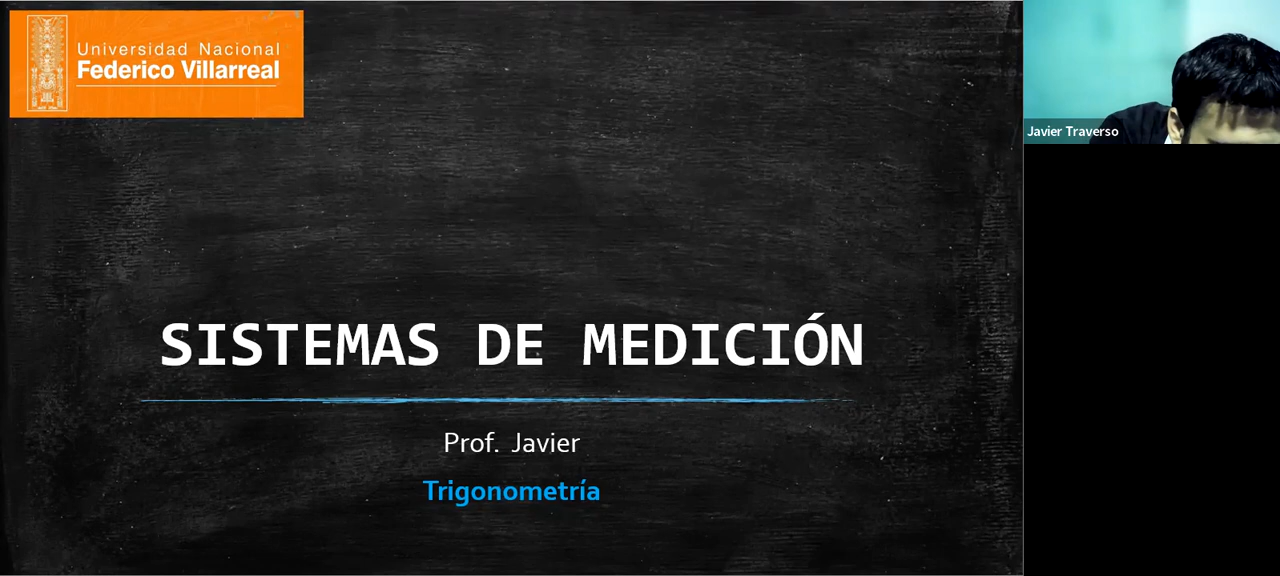 Universidad Nacional
Federico Villarreal
Javier Traverso
SISTEMAS DE MEDICIÓN
Prof. Javier
Trigonometría